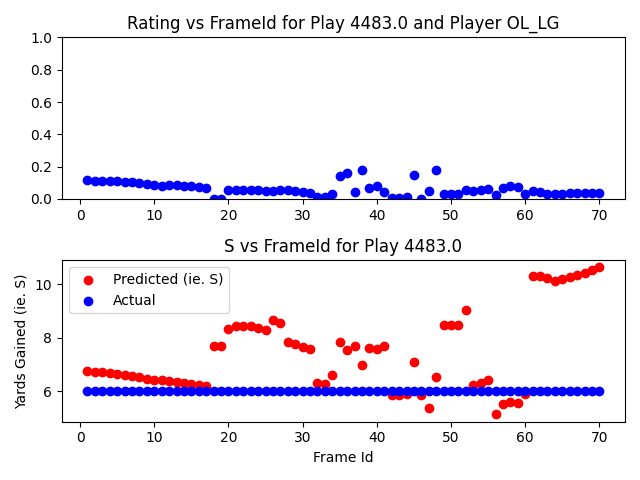 Rating vs FrameId for Play 4483.0 and Player OL_LG
1.0
0.8
0.6
0.4
0.2
0.0
0 10 20 30 40 50 60 70
S vs FrameId for Play 4483.0
Yards Gained (ie. S)
10
8
6
Predicted (ie. S)
Actual
0 10 20 30 40 50 60 70
Frame Id